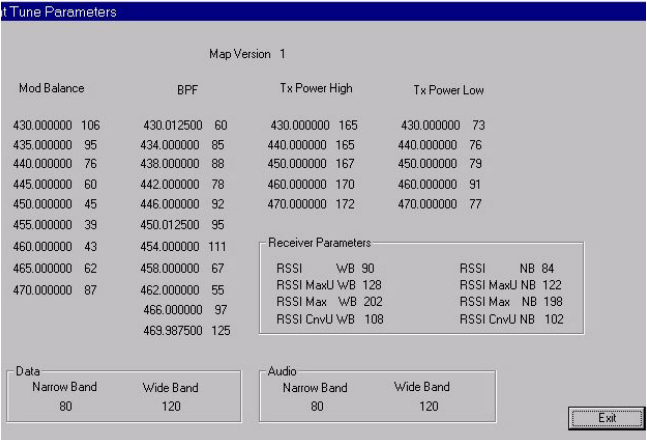 t Tune Parameters
Map Version 1
Mod Balance BPF Tx Power High Tx Power Low
430.000000 106 430.012500 60 430.000000 165 430.000000 73
435.000000 95 434.000000 85 440.000000 165 440.000000 76
440.000000 76 438.000000 88 450.000000 167 450.000000 79
445.000000 60 442.000000 78 460.000000 170 460.000000 91
450.000000 45 446.000000 92 470.000000 172 470.000000 77
455.000000 39 450.012500 95
460.000000 43 454.000000 111
465.000000 62 458.000000 67
470.000000 87 462.000000 55
466.000000 97
469.987500 125
Receiver Parameters
RSSI WB 90 RSSI NB 84
RSSI MaxU WB 128 RSSI MaxU NB 122
RSSI Max WB 202 RSSI Max NB 198
RSSI CnvU WB 108 RSSI CnvU NB 102
Data
Narrow Band Wide Band
80 120
Audio
Narrow Band Wide Band
80 120
Exit